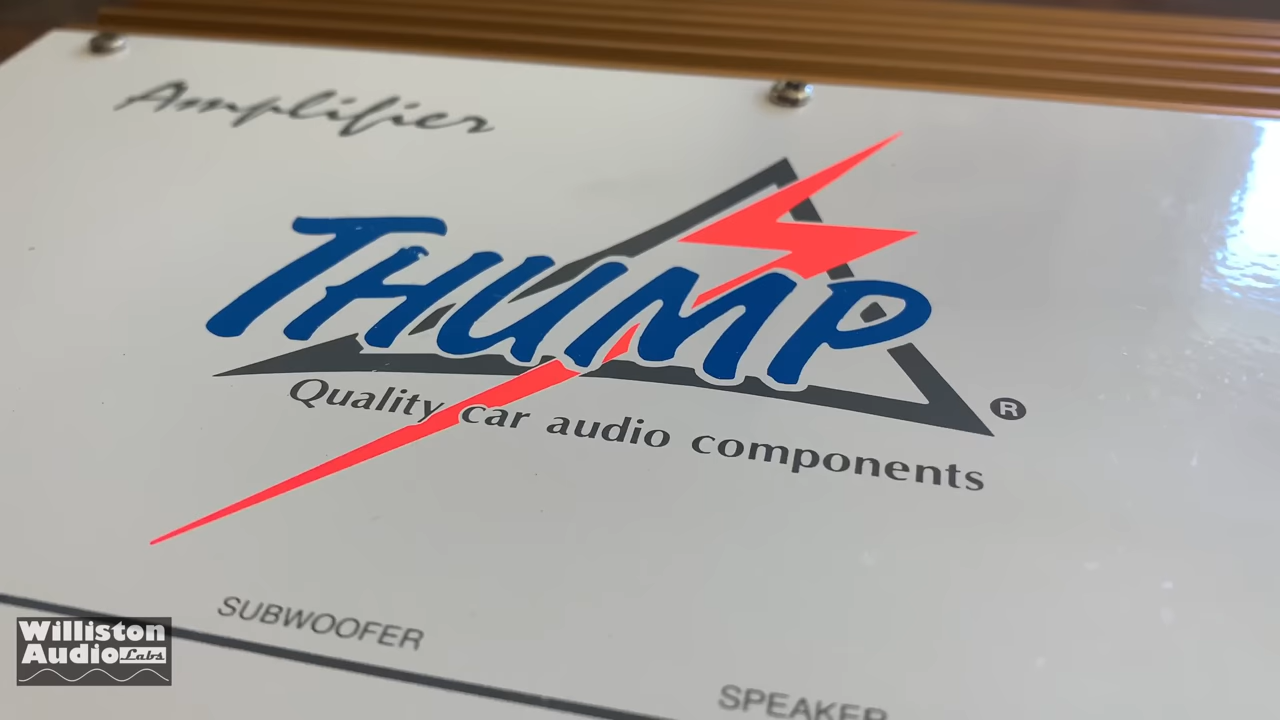 Amplifier
THUMP
®
Quality car audio components
SUBWOOFER
SPEAKER
Williston
Audio Labs